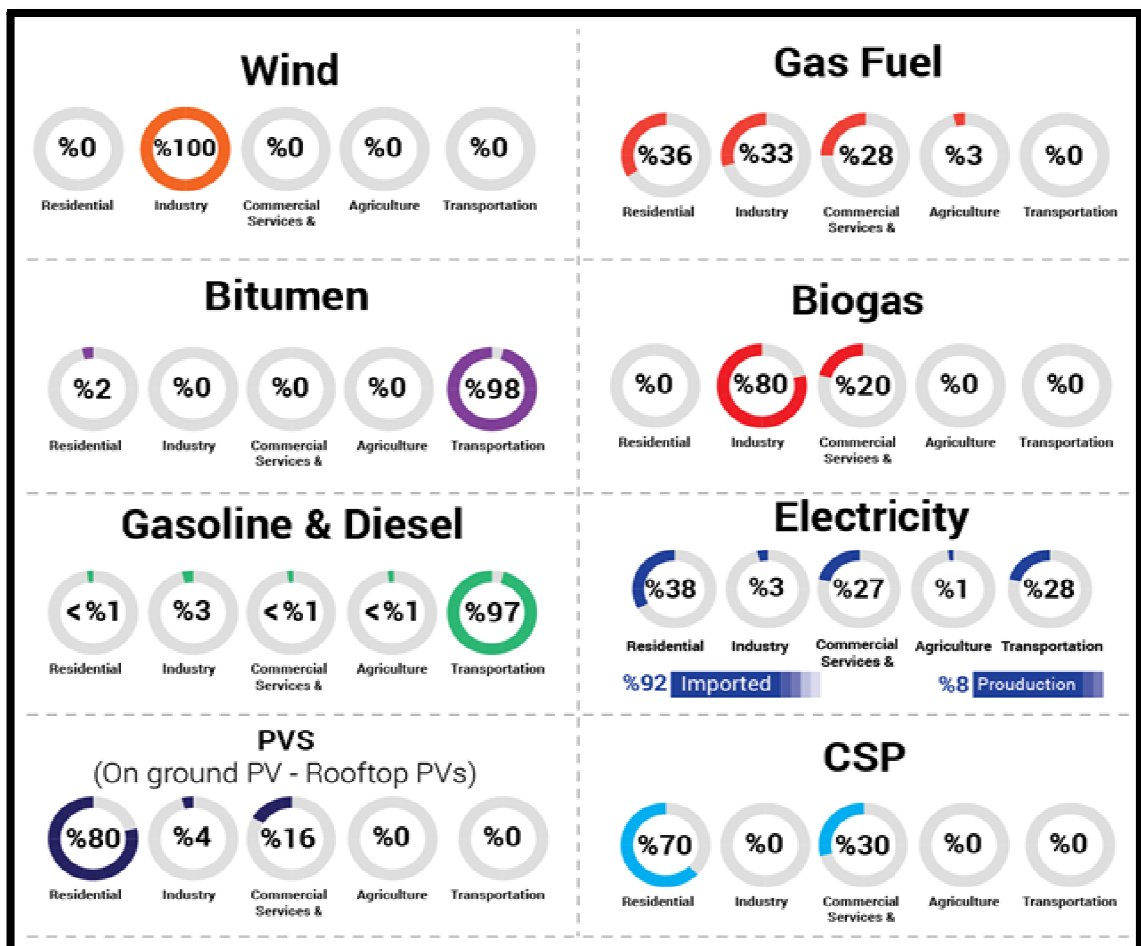 Wind
%0 %100 %0 %0 %0
Residential Industry Commercial Agriculture Transportation
Services &
Gas Fuel
%36 %33 %28 %3 %0
Residential Industry Commercial Agriculture Transportation
Services &
Bitumen
%2 %0 %0 %0 %98
Residential Industry Commercial Agriculture Transportation
Services &
Biogas
%0 %80 %20 %0 %0
Residential Industry Commercial Agriculture Transportation
Services &
Gasoline & Diesel
<%1 %3 <%1 <%1 %97
Residential Industry Commercial Agriculture Transportation
Services &
Electricity
%38 %3 %27 %1 %28
Residential Industry Commercial Agriculture Transportation
Services &
%92 Imported %8 Prouduction
PVS
(On ground PV - Rooftop PVs)
%80 %4 %16 %0 %0
Residential Industry Commercial Agriculture Transportation
Services &
CSP
%70 %0 %30 %0 %0
Residential Industry Commercial Agriculture Transportation
Services &